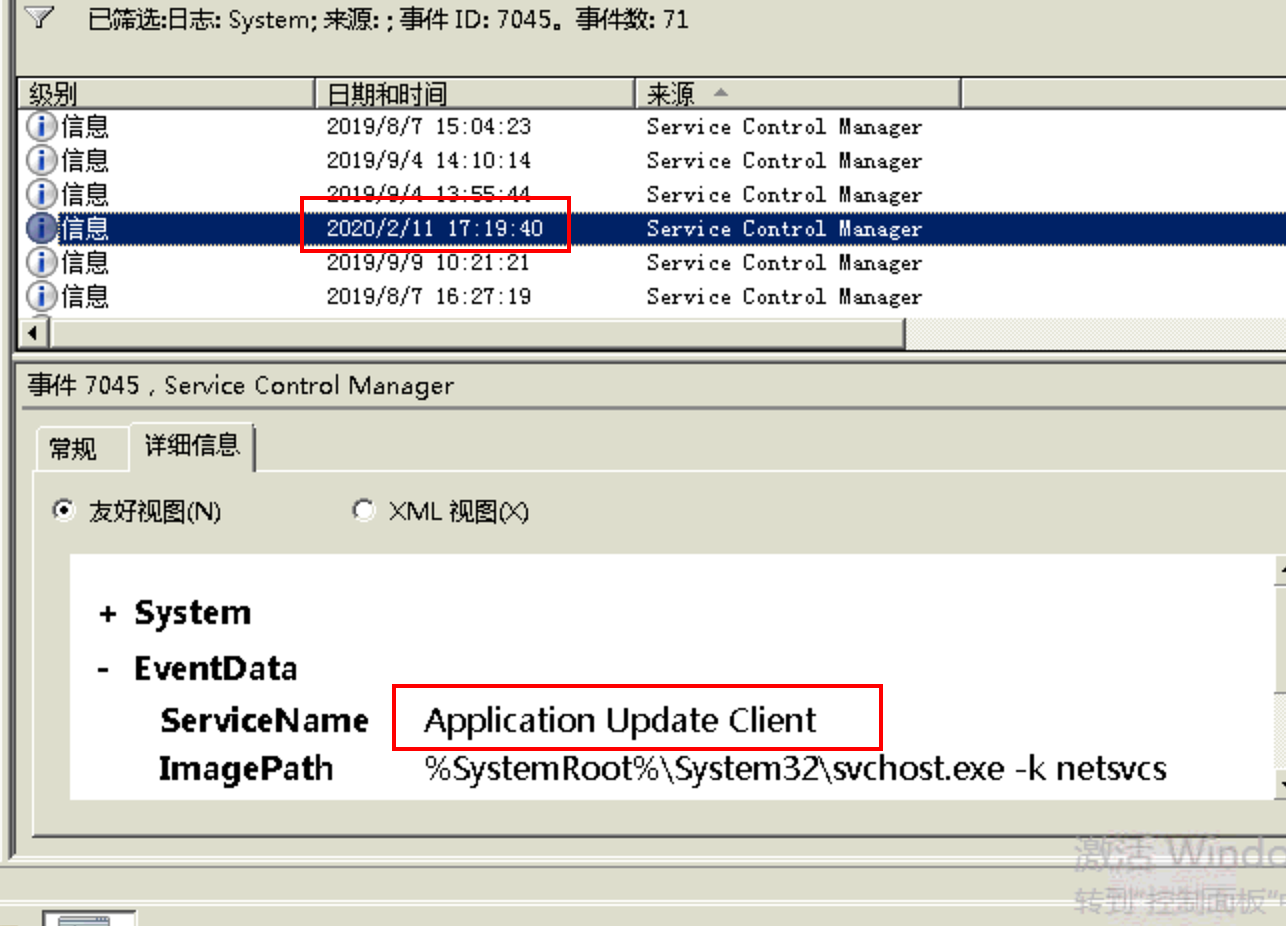 已筛选:日志: System; 来源: ; 事件 ID: 7045。事件数: 71
级别 日期和时间 来源
信息 2019/8/7 15:04:23 Service Control Manager
信息 2019/9/4 14:10:14 Service Control Manager
信息 2019/9/4 13:55:44 Service Control Manager
信息 2020/2/11 17:19:40 Service Control Manager
信息 2019/9/9 10:21:21 Service Control Manager
信息 2019/8/7 16:27:19 Service Control Manager
事件 7045 , Service Control Manager
常规 详细信息
友好视图(N) XML 视图(X)
+ System
- EventData
ServiceName Application Update Client
ImagePath %SystemRoot%\System32\svchost.exe -k netsvcs
激活 Windo
转到"控制面板"